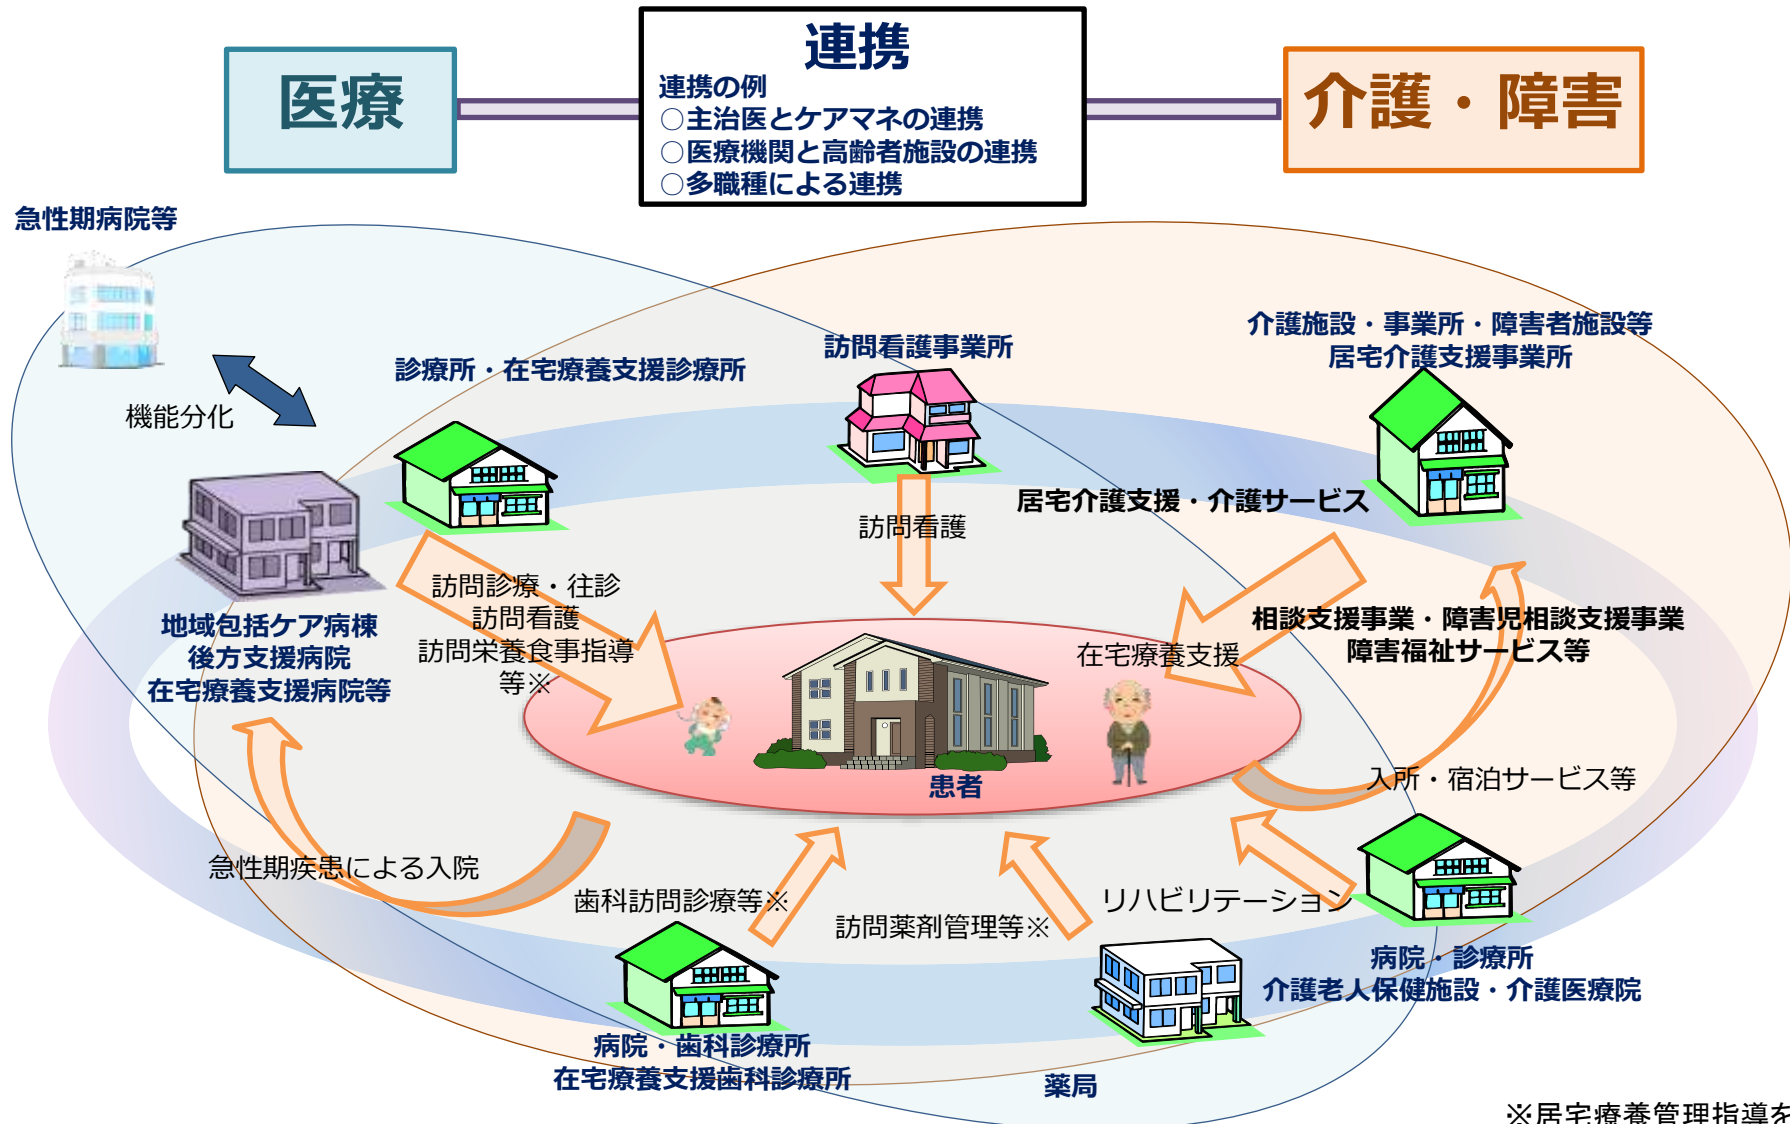 医療
連携
連携の例
○主治医とケアマネの連携
○医療機関と高齢者施設の連携
○多職種による連携
介護・障害
急性期病院等
機能分化
診療所・在宅療養支援診療所
訪問看護事業所
介護施設・事業所・障害者施設等
居宅介護支援事業所
訪問看護
居宅介護支援・介護サービス
訪問診療・往診
訪問看護
訪問栄養食事指導
等※
地域包括ケア病棟
後方支援病院
在宅療養支援病院等
在宅療養支援
相談支援事業・障害児相談支援事業
障害福祉サービス等
患者
入所・宿泊サービス等
急性期疾患による入院
歯科訪問診療等※
訪問薬剤管理等※
リハビリテーション
病院・診療所
介護老人保健施設・介護医療院
病院・歯科診療所
在宅療養支援歯科診療所
薬局
※居宅療養管理指導を